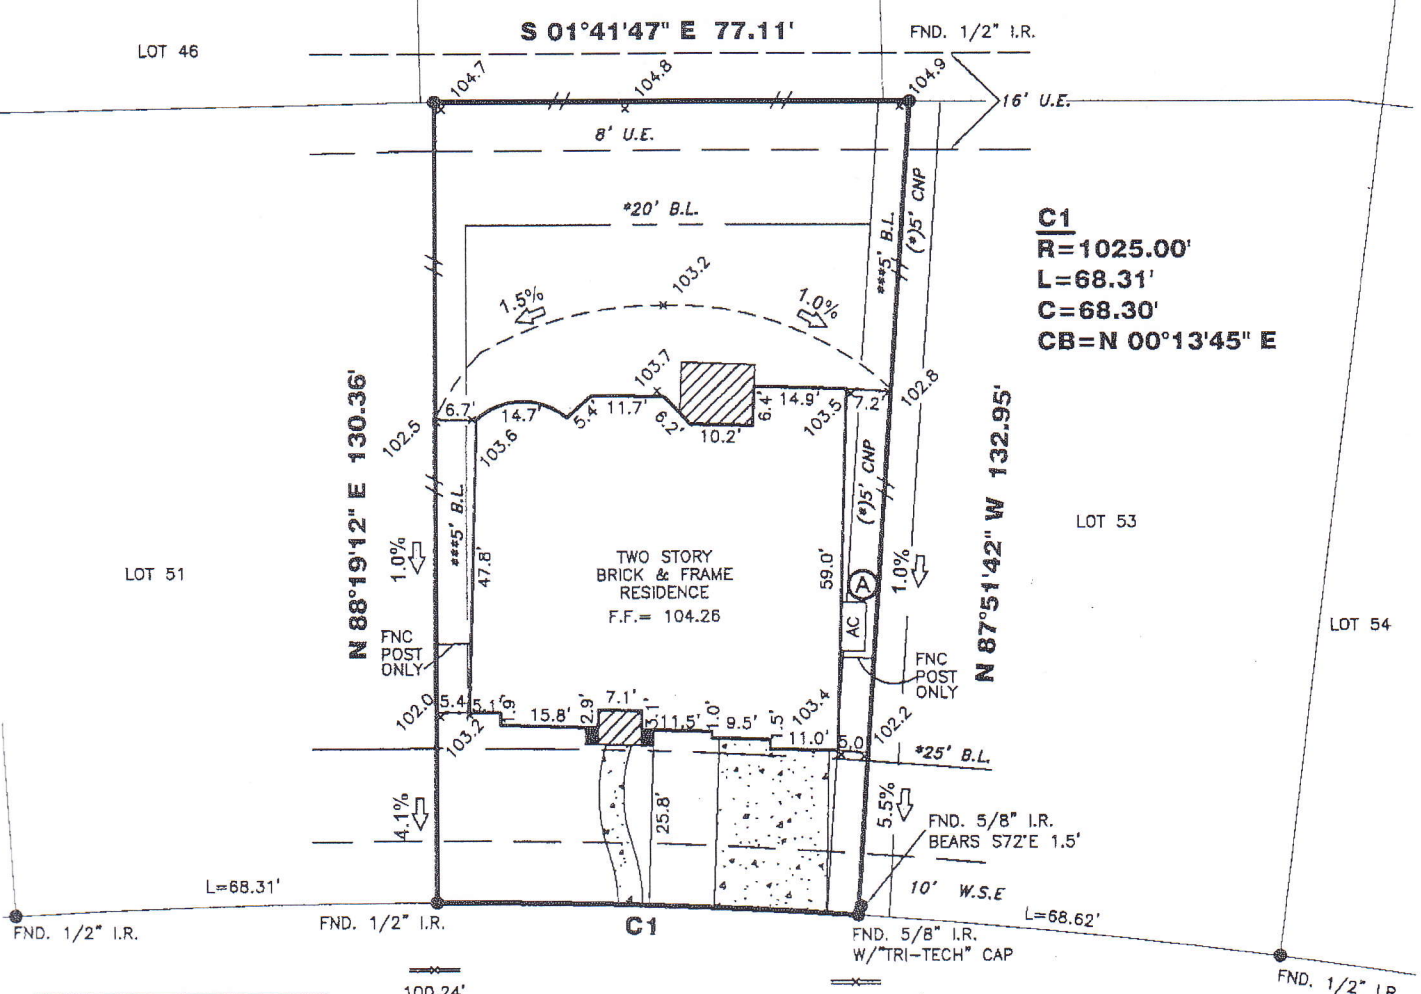 S 01°41'47" E 77.11'
FND. 1/2" I.R.
LOT 46
104.7
104.8
104.9
16' U.E.
8' U.E.
*20' B.L.
***5' B.L.
(*)5' CNP
C1
R=1025.00'
L=68.31'
C=68.30'
CB=N 00°13'45" E
103.2
1.5%
1.0%
103.7
102.8
6.7'
14.7'
5.4'
11.7'
6.2'
10.2'
6.4'
14.9'
103.5
7.2'
102.5
103.6
N 88°19'12" E 130.36'
N 87°51'42" W 132.95'
***5' B.L.
(*)5' CNP
LOT 53
1.0%
47.8'
59.0'
1.0%
LOT 51
TWO STORY
BRICK & FRAME
RESIDENCE
F.F.= 104.26
A
AC
LOT 54
FNC
POST
ONLY
FNC
POST
ONLY
102.0
5.4'
5.1'
1.9'
15.8'
2.9'
7.1'
3.1'
11.5'
1.0'
9.5'
1.5'
103.4
11.0'
5.0'
102.2
103.2
*25' B.L.
4.1%
25.8'
5.5%
FND. 5/8" I.R.
BEARS S72°E 1.5'
10' W.S.E
L=68.31'
L=68.62'
FND. 1/2" I.R.
FND. 1/2" I.R.
C1
FND. 5/8" I.R.
W/"TRI-TECH" CAP
FND. 1/2" I.R.
100.24'